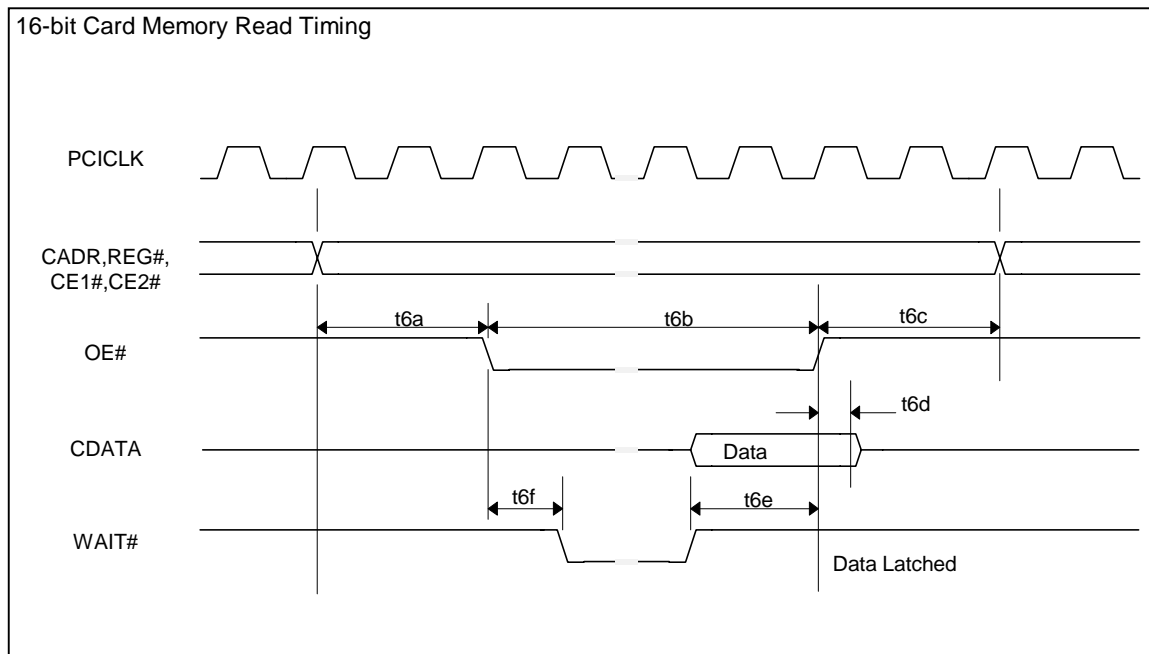 16-bit Card Memory Read Timing
PCICLK
CADR,REG#,
CE1#,CE2#
t6a
t6b
t6c
OE#
t6d
CDATA
Data
t6f
t6e
WAIT#
Data Latched